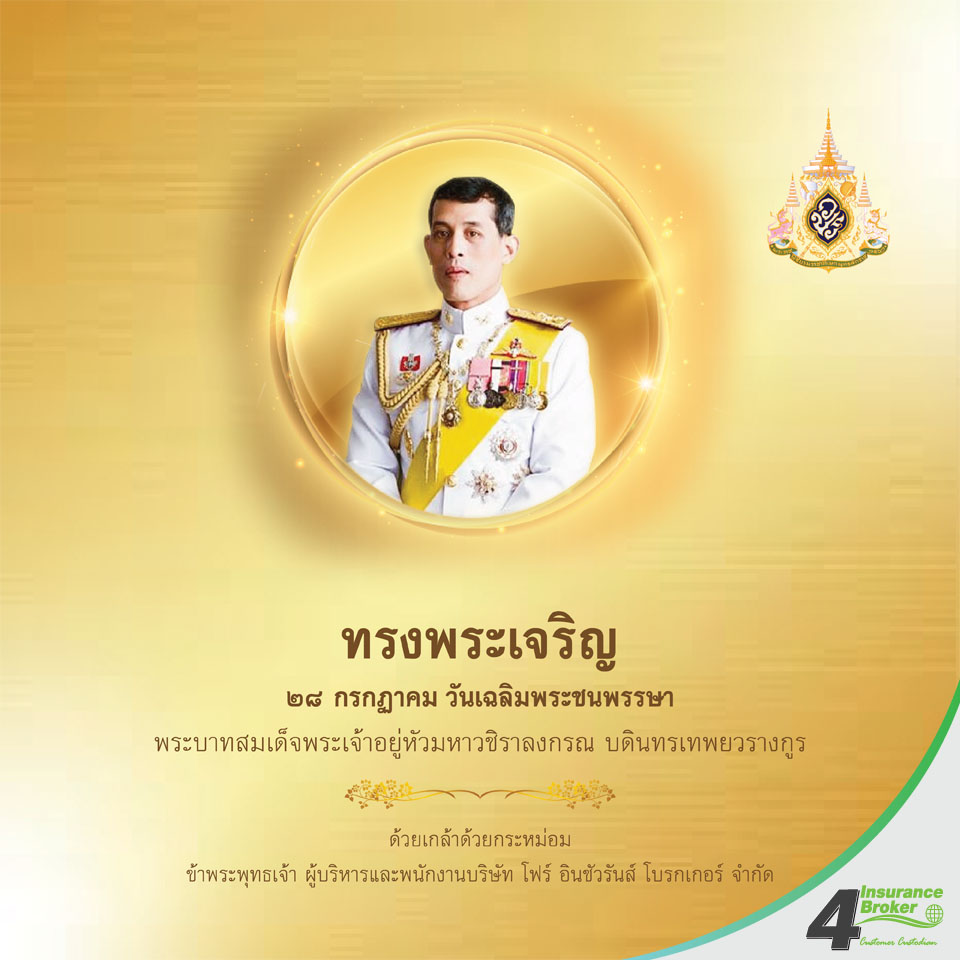 ทรงพระเจริญ
๒๘ กรกฎาคม วันเฉลิมพระชนมพรรษา
พระบาทสมเด็จพระเจ้าอยู่หัวมหาวชิราลงกรณ บดินทรเทพยวรางกูร
ด้วยเกล้าด้วยกระหม่อม
ข้าพระพุทธเจ้า ผู้บริหารและพนักงานบริษัท โฟร์ อินชัวรันส์ โบรกเกอร์ จำกัด
4 Insurance
Broker
Customer Custodian